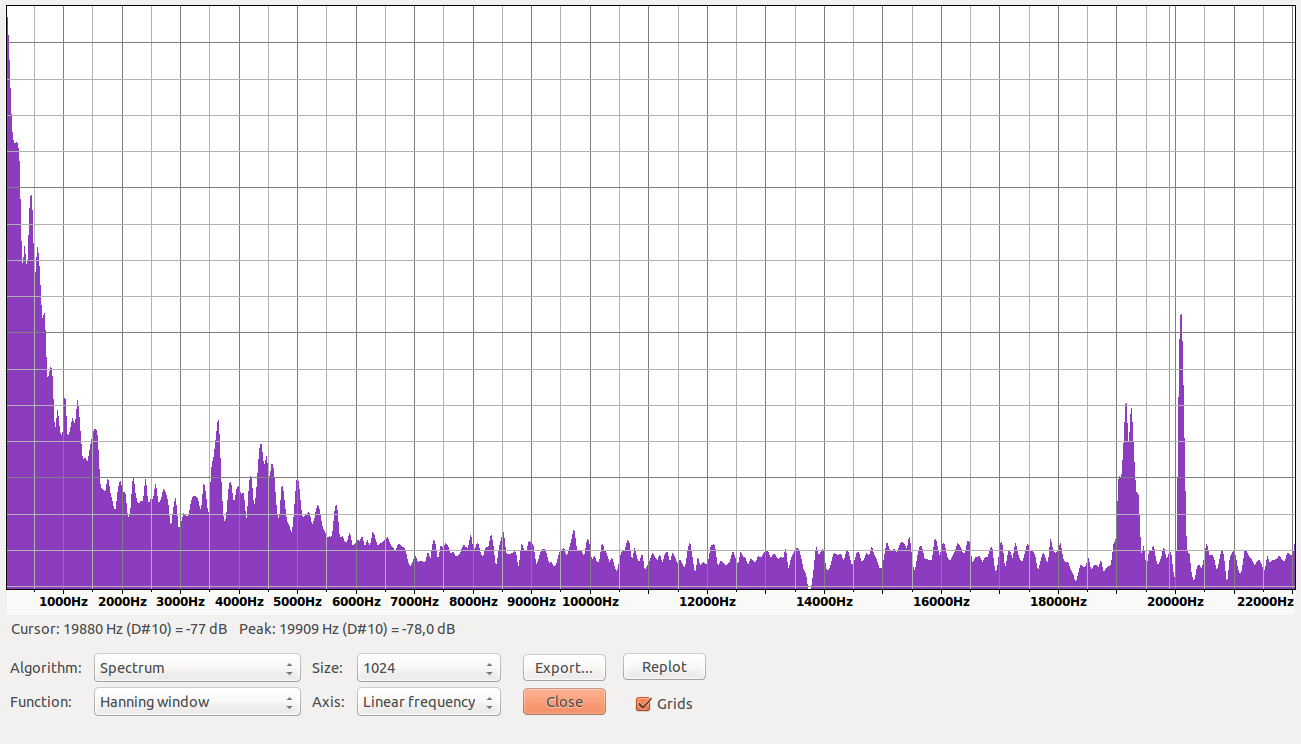 1000Hz 2000Hz 3000Hz 4000Hz 5000Hz 6000Hz 7000Hz 8000Hz 9000Hz 10000Hz 12000Hz 14000Hz 16000Hz 18000Hz 20000Hz 22000Hz
Cursor: 19880 Hz (D#10) = -77 dB Peak: 19909 Hz (D#10) = -78,0 dB
Algorithm: Spectrum Size: 1024 Export... Replot
Function: Hanning window Axis: Linear frequency Close Grids